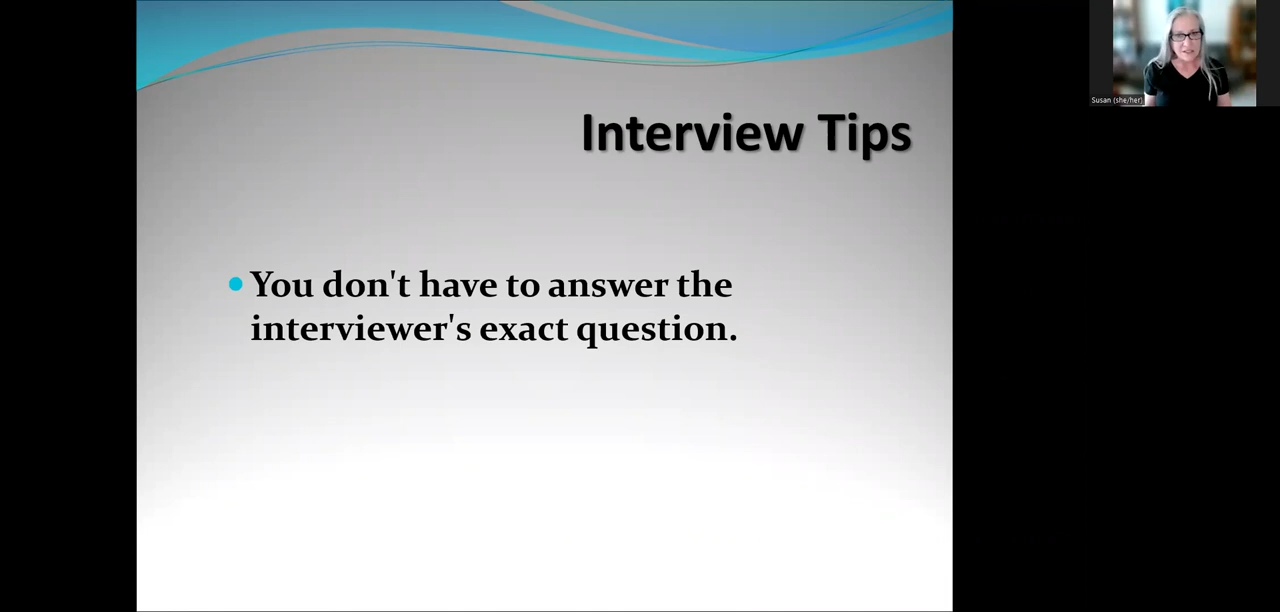 Interview Tips
You don't have to answer the
interviewer's exact question.
Susan (she/her)